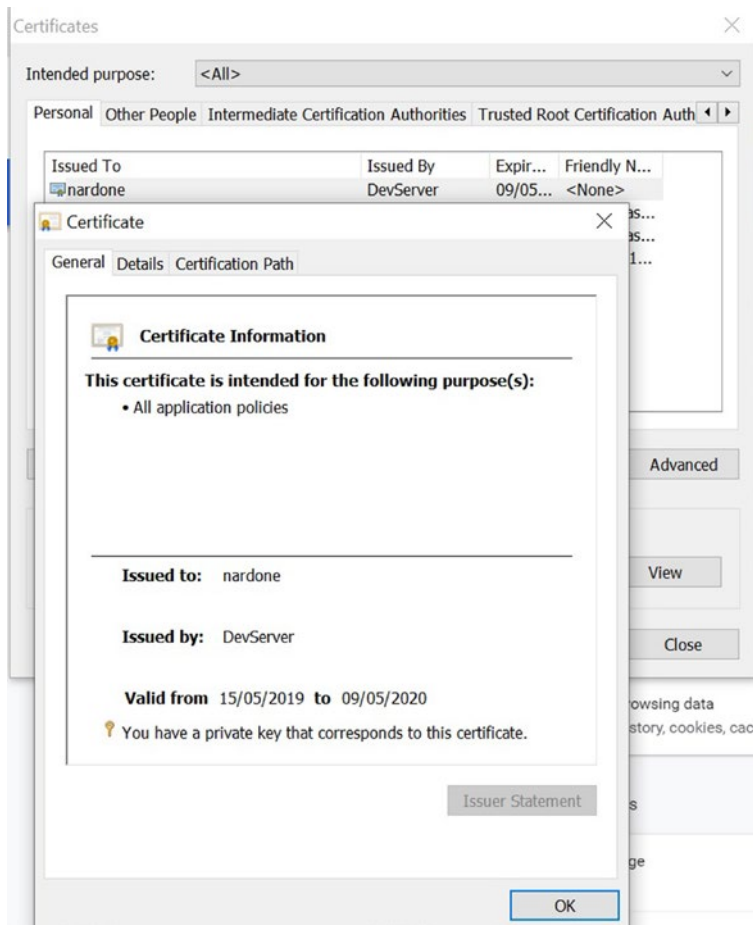 Certificates
Intended purpose: <All>
Personal Other People Intermediate Certification Authorities Trusted Root Certification Auth
Issued To Issued By Expir... Friendly N...
nardone DevServer 09/05... <None>
Certificate
as...
as...
1...
General Details Certification Path
Certificate Information
This certificate is intended for the following purpose(s):
• All application policies
Advanced
Issued to: nardone
View
Issued by: DevServer
Close
Valid from 15/05/2019 to 09/05/2020
owsing data
You have a private key that corresponds to this certificate.
story, cookies, cac
Issuer Statement
s
ge
OK